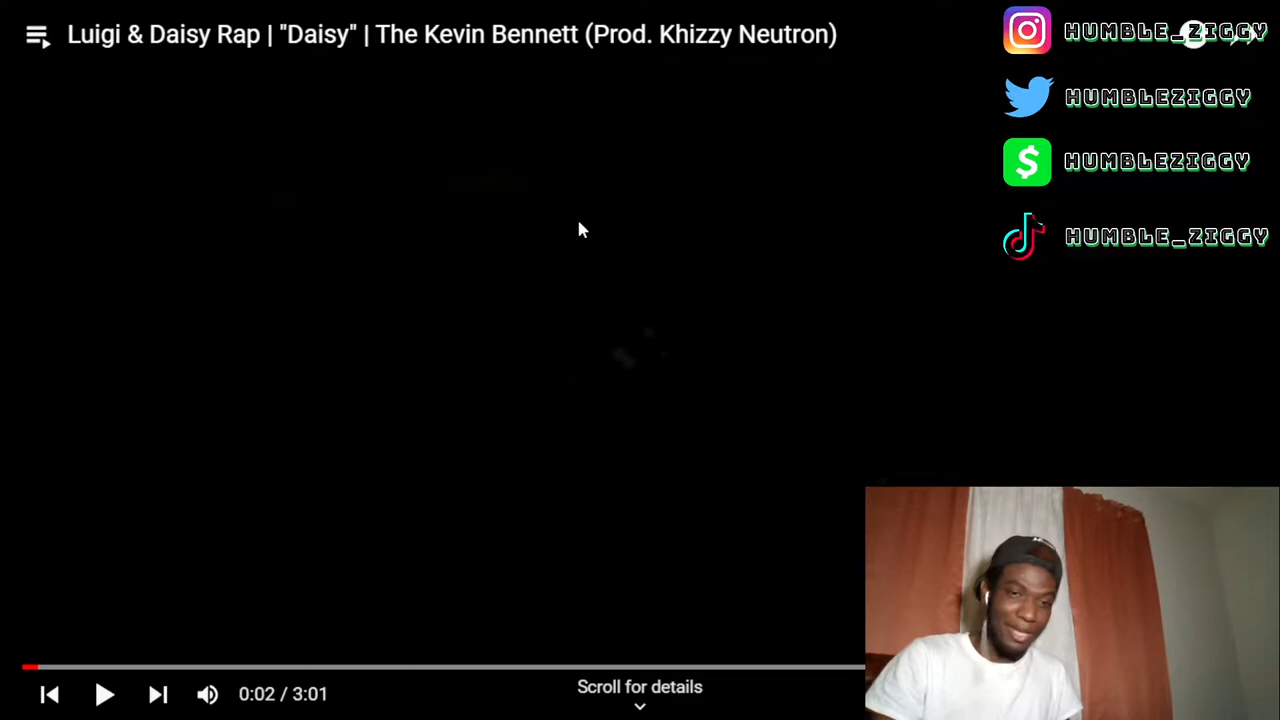 Luigi & Daisy Rap | "Daisy" | The Kevin Bennett (Prod. Khizzy Neutron)
HUMBLE_ZIGGY
HUMBLEZIGGY
HUMBLEZIGGY
HUMBLE_ZIGGY
0:02 / 3:01
Scroll for details